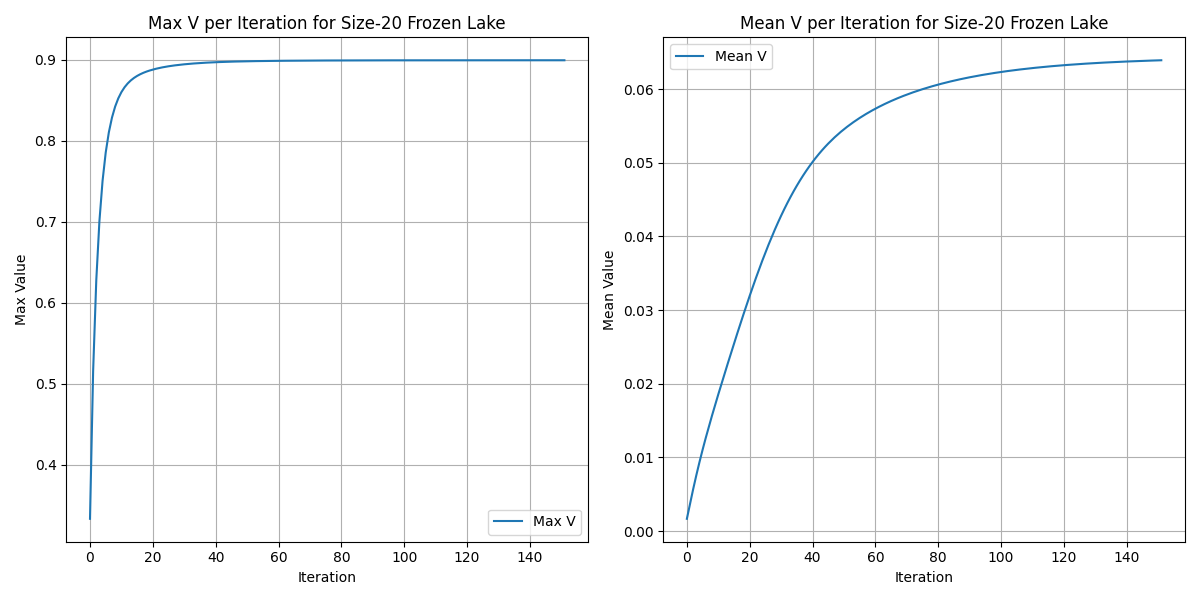 Max V per Iteration for Size-20 Frozen Lake
Max Value
0.9
0.8
0.7
0.6
0.5
0.4
Max V
0 20 40 60 80 100 120 140
Iteration
Mean V per Iteration for Size-20 Frozen Lake
Mean V
Mean Value
0.06
0.05
0.04
0.03
0.02
0.01
0.00
0 20 40 60 80 100 120 140
Iteration